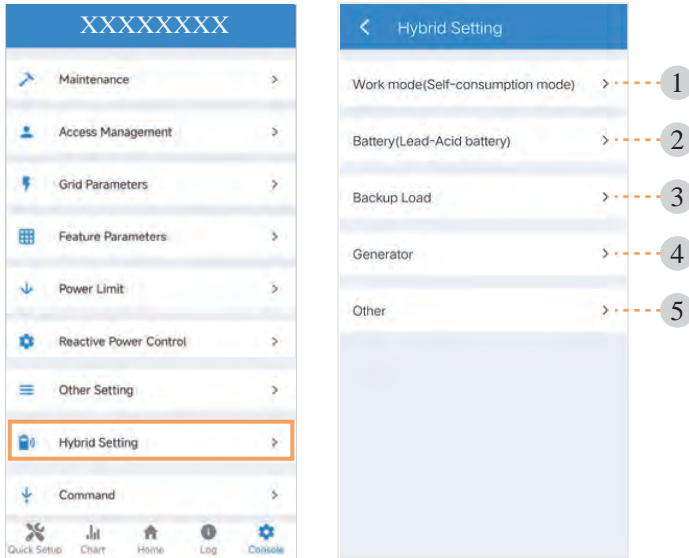 XXXXXXXX
Maintenance
Access Management
Grid Parameters
Feature Parameters
Power Limit
Reactive Power Control
Other Setting
Hybrid Setting
Command
Quick Setup Chart Home Log Console
Hybrid Setting
Work mode(Self-consumption mode) 1
Battery(Lead-Acid battery) 2
Backup Load 3
Generator 4
Other 5